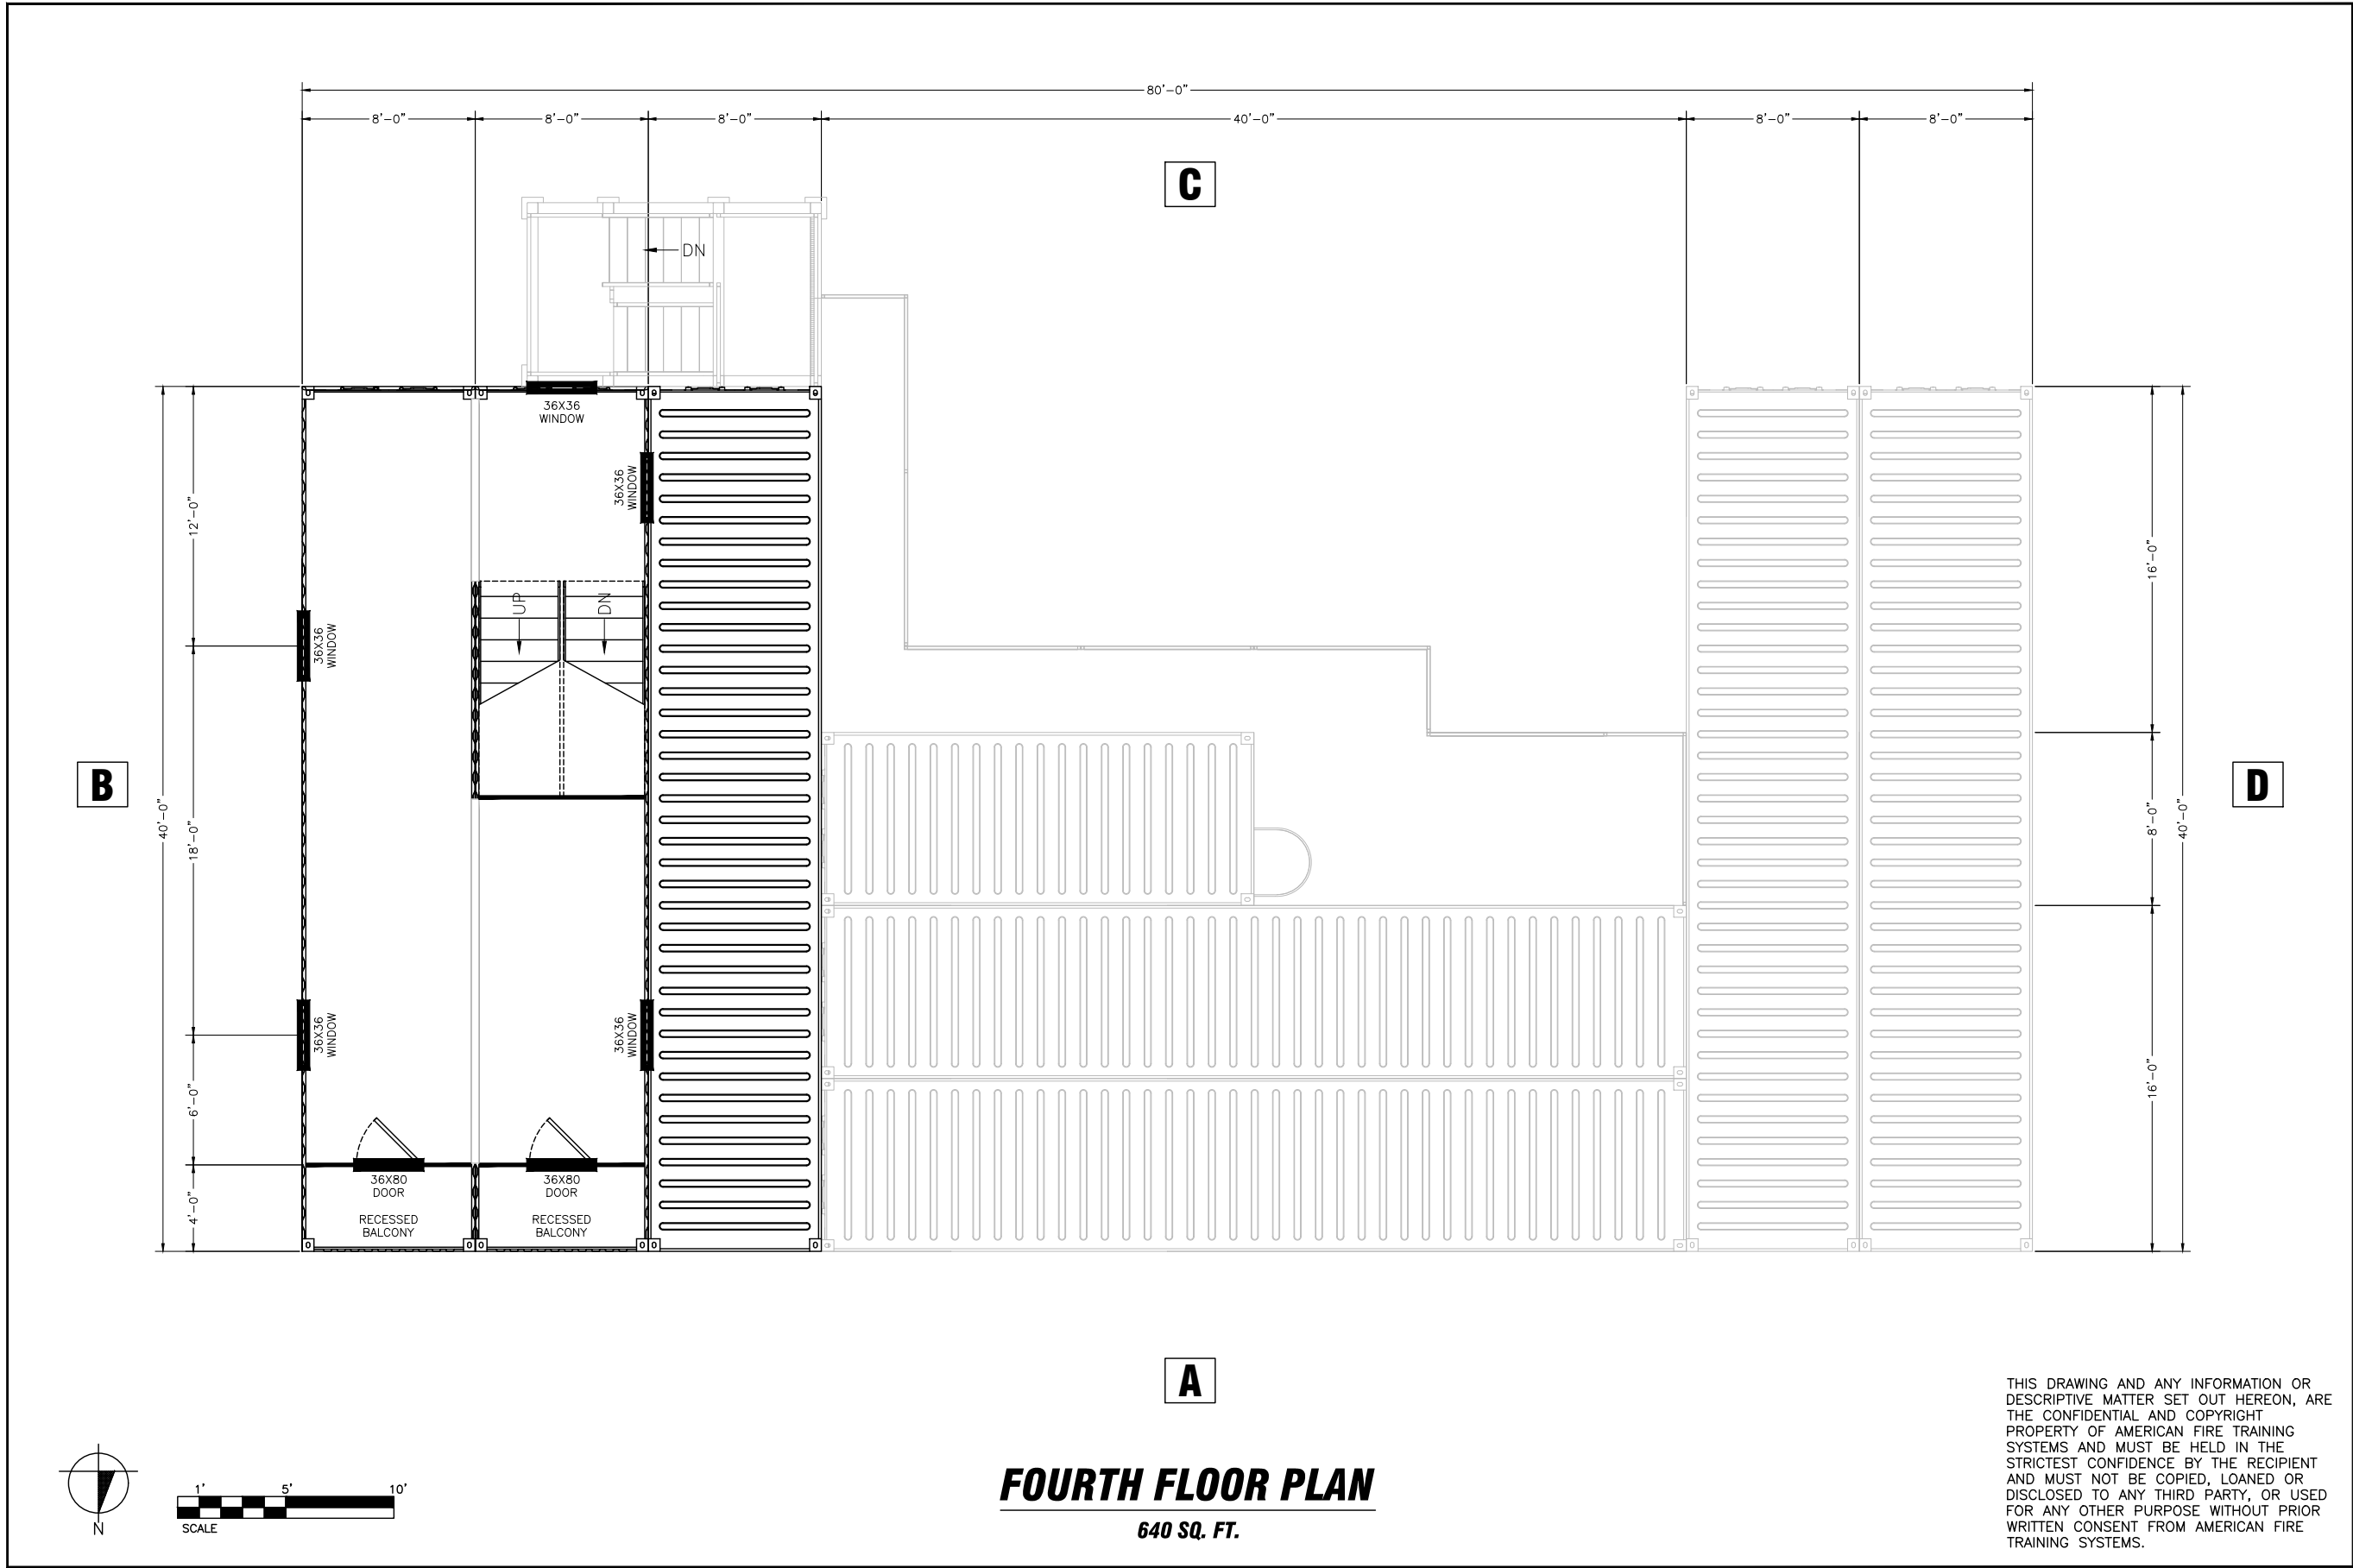 80'-0"
8'-0"
8'-0"
8'-0"
40'-0"
8'-0"
8'-0"
C
DN
36X36
WINDOW
36X36
WINDOW
12'-0"
16'-0"
UP
DN
36X36
WINDOW
B
D
40'-0"
18'-0"
8'-0"
40'-0"
36X36
WINDOW
36X36
WINDOW
6'-0"
16'-0"
36X80
DOOR
36X80
DOOR
4'-0"
RECESSED
BALCONY
RECESSED
BALCONY
A
THIS DRAWING AND ANY INFORMATION OR
DESCRIPTIVE MATTER SET OUT HEREON, ARE
THE CONFIDENTIAL AND COPYRIGHT
PROPERTY OF AMERICAN FIRE TRAINING
SYSTEMS AND MUST BE HELD IN THE
STRICTEST CONFIDENCE BY THE RECIPIENT
AND MUST NOT BE COPIED, LOANED OR
DISCLOSED TO ANY THIRD PARTY, OR USED
FOR ANY OTHER PURPOSE WITHOUT PRIOR
WRITTEN CONSENT FROM AMERICAN FIRE
TRAINING SYSTEMS.
N
1' 5' 10'
SCALE
FOURTH FLOOR PLAN
640 SQ. FT.